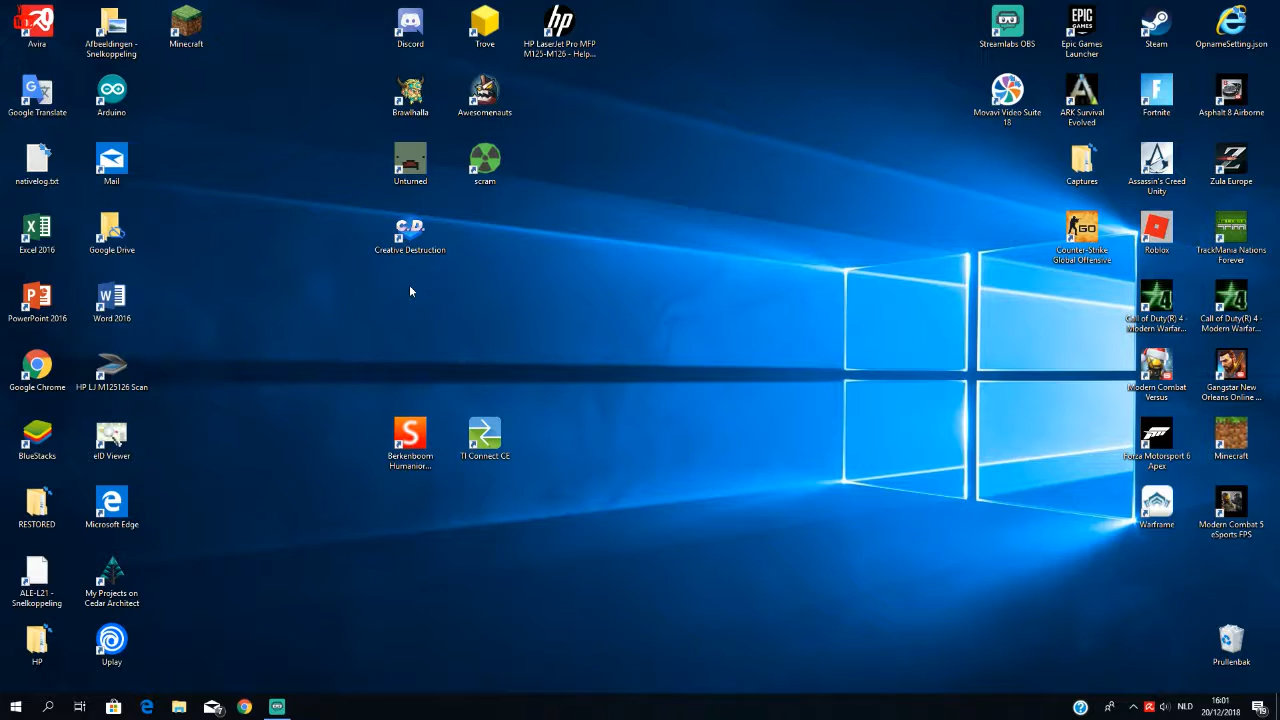 Avira
Afbeeldingen -
Snelkoppeling
Minecraft
Discord
Trove
hp
HP LaserJet Pro MFP
M125-M126 - Help...
Streamlabs OBS
EPIC
GAMES
Epic Games
Launcher
Steam
OpnameSetting.json
Google Translate
Arduino
Brawlhalla
Awesomenauts
Movavi Video Suite
18
ARK Survival
Evolved
Fortnite
Asphalt 8 Airborne
nativelog.txt
Mail
Unturned
scram
Captures
Assassin's Creed
Unity
Zula Europe
Excel 2016
Google Drive
C.D.
Creative Destruction
GO
Counter-Strike
Global Offensive
Roblox
TrackMania Nations
Forever
PowerPoint 2016
Word 2016
Call of Duty(R) 4 -
Modern Warfar...
Call of Duty(R) 4 -
Modern Warfar...
Google Chrome
HP LJ M125126 Scan
Modern Combat
Versus
Gangstar New
Orleans Online ...
BlueStacks
eID Viewer
S
Berkenboom
Humanior...
TI Connect CE
Forza Motorsport 6
Apex
Minecraft
RESTORED
Microsoft Edge
Warframe
Modern Combat 5
eSports FPS
ALE-L21 -
Snelkoppeling
My Projects on
Cedar Architect
HP
Uplay
Prullenbak
NLD
16:01
20/12/2018
19